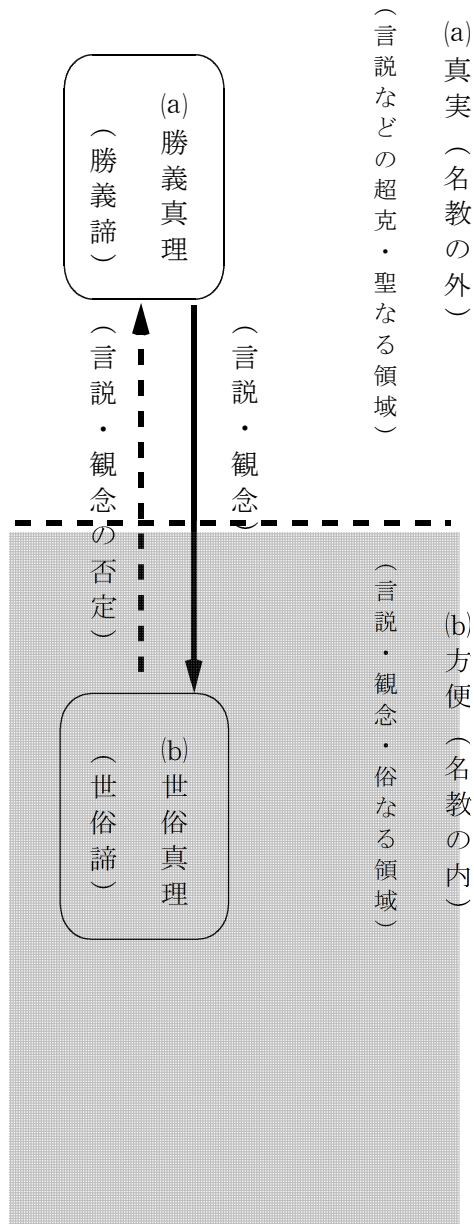 (a)真実（名教の外）
（言説などの超克・聖なる領域）
(b)方便（名教の内）
（言説・観念・俗なる領域）
（言説・観念）
(a)勝義真理
（勝義諦）
（言説・観念の否定）
(b)世俗真理
（世俗諦）